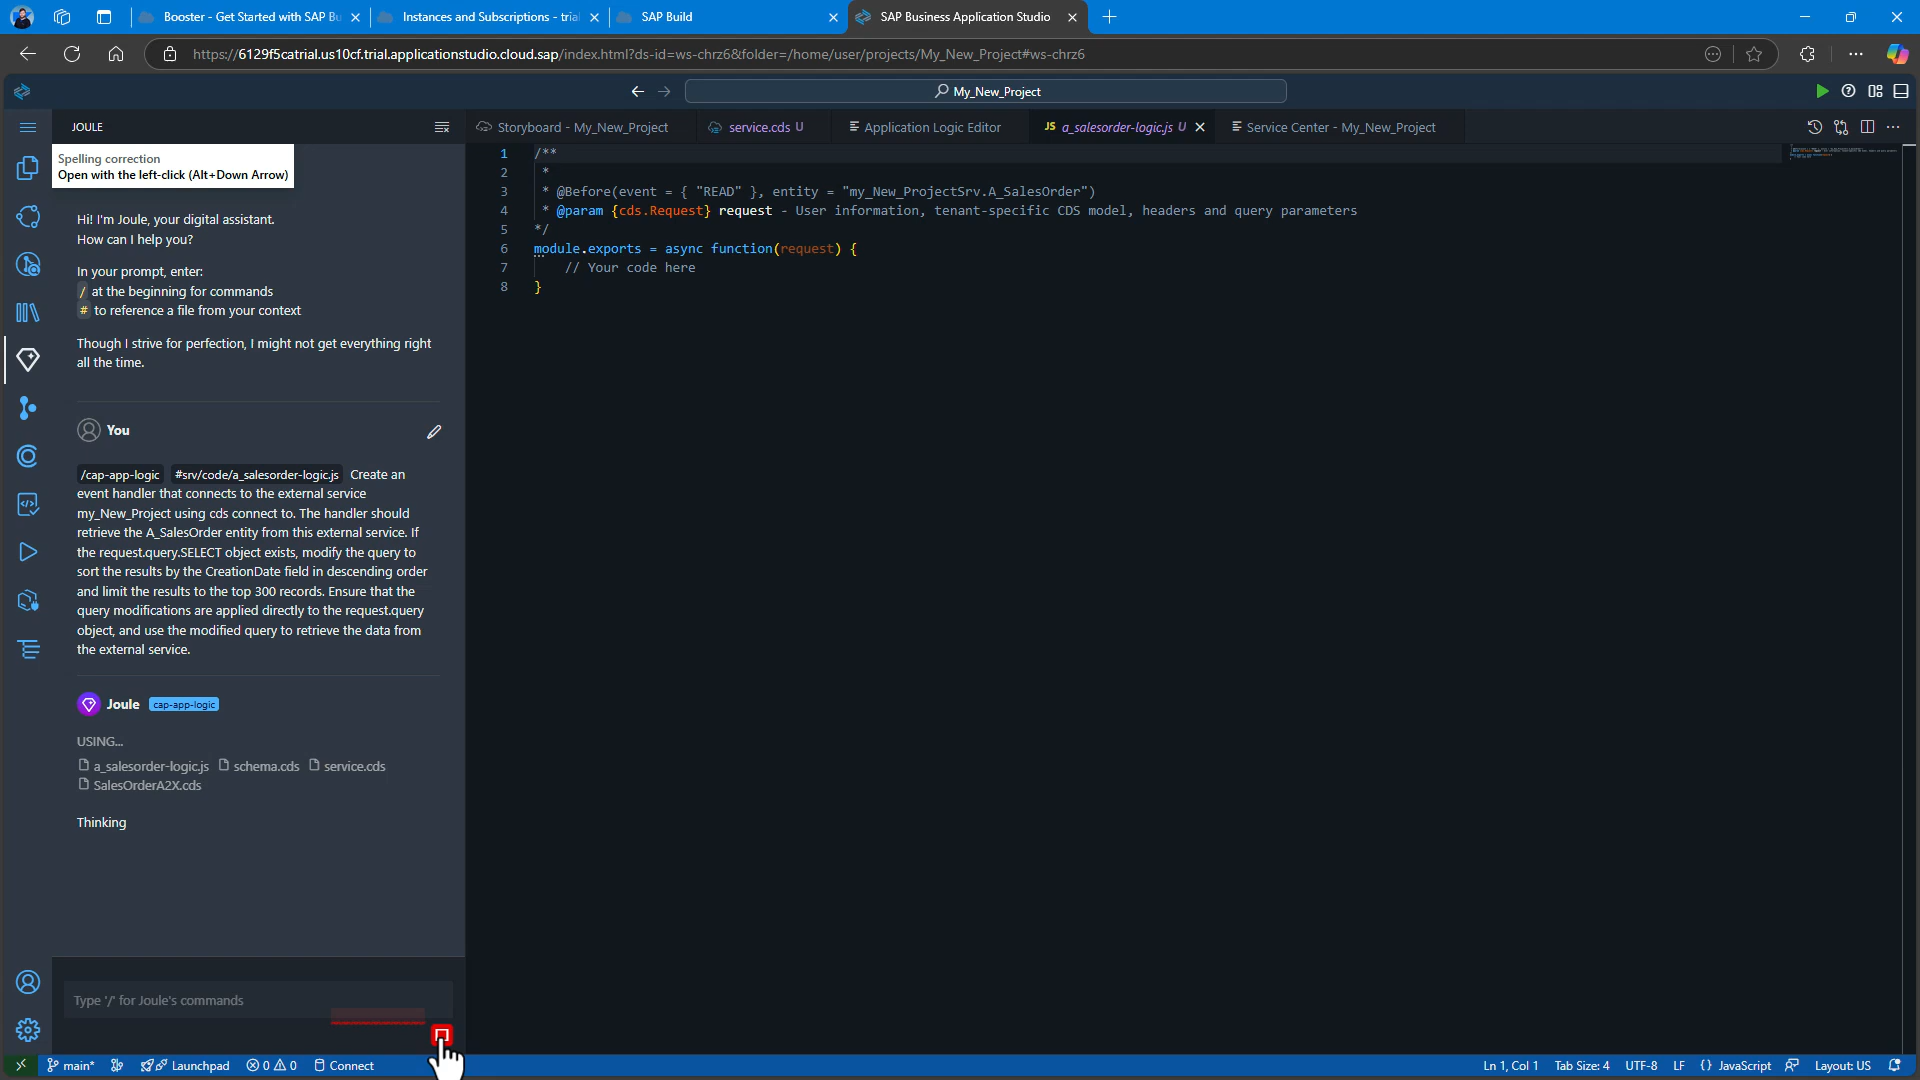 Booster - Get Started with SAP Bu
Instances and Subscriptions - trial
SAP Build
SAP Business Application Studio
https://6129f5catrial.us10cf.trial.applicationstudio.cloud.sap/index.html?ds-id=ws-chrz6&folder=/home/user/projects/My_New_Project#ws-chrz6
My_New_Project
JOULE
Storyboard - My_New_Project
service.cds U
Application Logic Editor
JS a_salesorder-logic.js U
Service Center - My_New_Project
Spelling correction
Open with the left-click (Alt+Down Arrow)
Hi! I'm Joule, your digital assistant.
How can I help you?
In your prompt, enter:
/ at the beginning for commands
# to reference a file from your context
Though I strive for perfection, I might not get everything right
all the time.
You
/cap-app-logic #srv/code/a_salesorder-logic.js Create an
event handler that connects to the external service
my_New_Project using cds connect to. The handler should
retrieve the A_SalesOrder entity from this external service. If
the request.query.SELECT object exists, modify the query to
sort the results by the CreationDate field in descending order
and limit the results to the top 300 records. Ensure that the
query modifications are applied directly to the request.query
object, and use the modified query to retrieve the data from
the external service.
Joule cap-app-logic
USING...
a_salesorder-logic.js schema.cds service.cds
SalesOrderA2X.cds
Thinking
Type '/' for Joule's commands
1 /**
2 *
3 * @Before(event = { "READ" }, entity = "my_New_ProjectSrv.A_SalesOrder")
4 * @param {cds.Request} request - User information, tenant-specific CDS model, headers and query parameters
5 */
6 module.exports = async function(request) {
7 // Your code here
8 }
main* Launchpad 0 0 Connect
Ln 1, Col 1 Tab Size: 4 UTF-8 LF {} JavaScript Layout: US